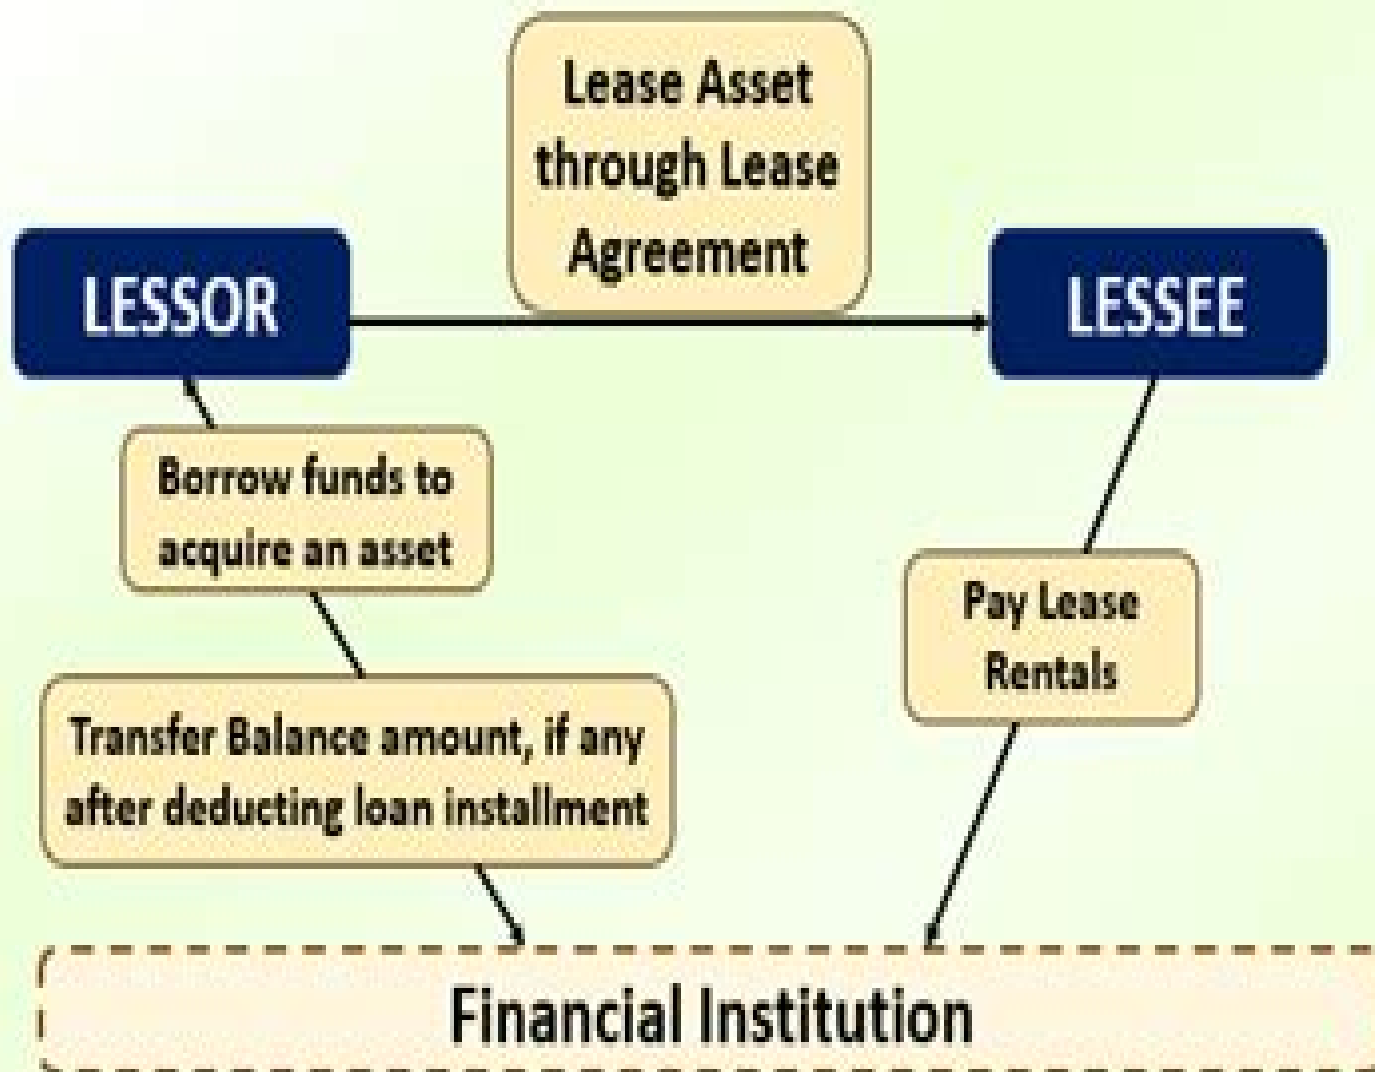 Lease Asset
through Lease
Agreement
LESSOR
LESSEE
Borrow funds to
acquire an asset
Pay Lease
Rentals
Transfer Balance amount, if any
after deducting loan installment
Financial Institution